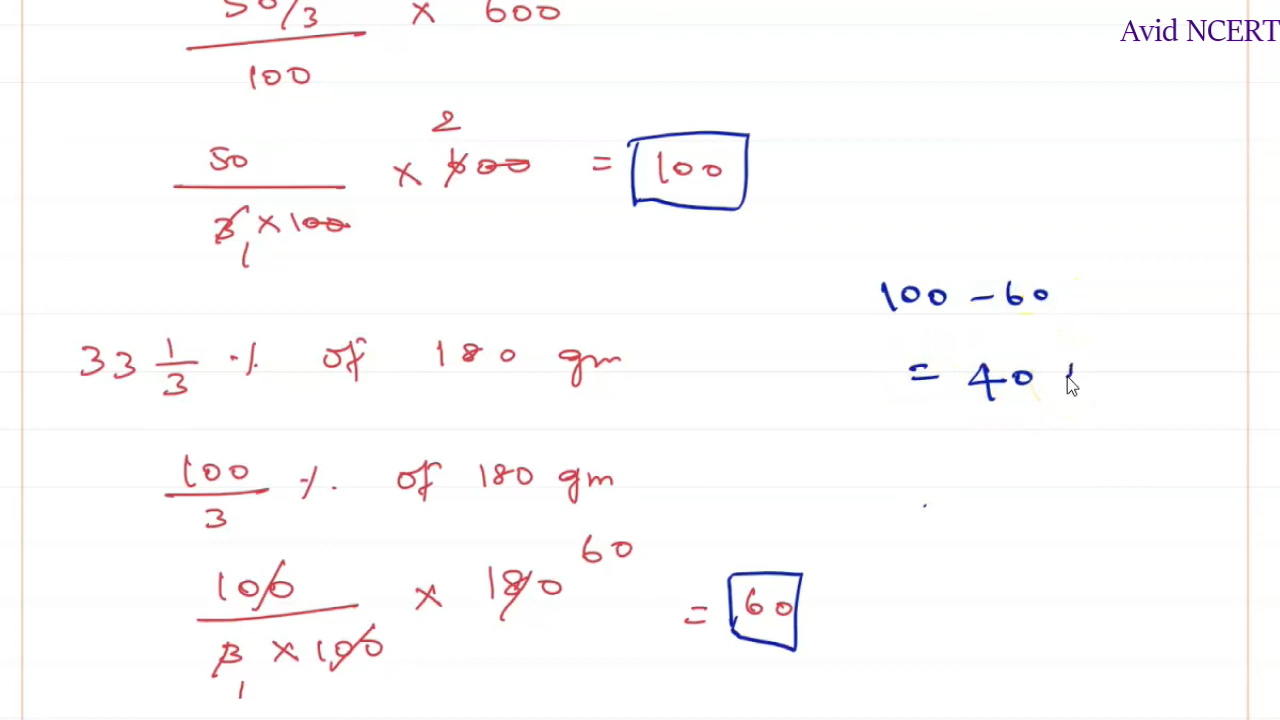 Avid NCERT
50/3 × 600
100
2
50 × 600 = 100
3 × 100
1
100 - 60
33 1/3 % of 180 gm
= 40
100/3 % of 180 gm
60
100 × 180 = 60
3 × 100
1